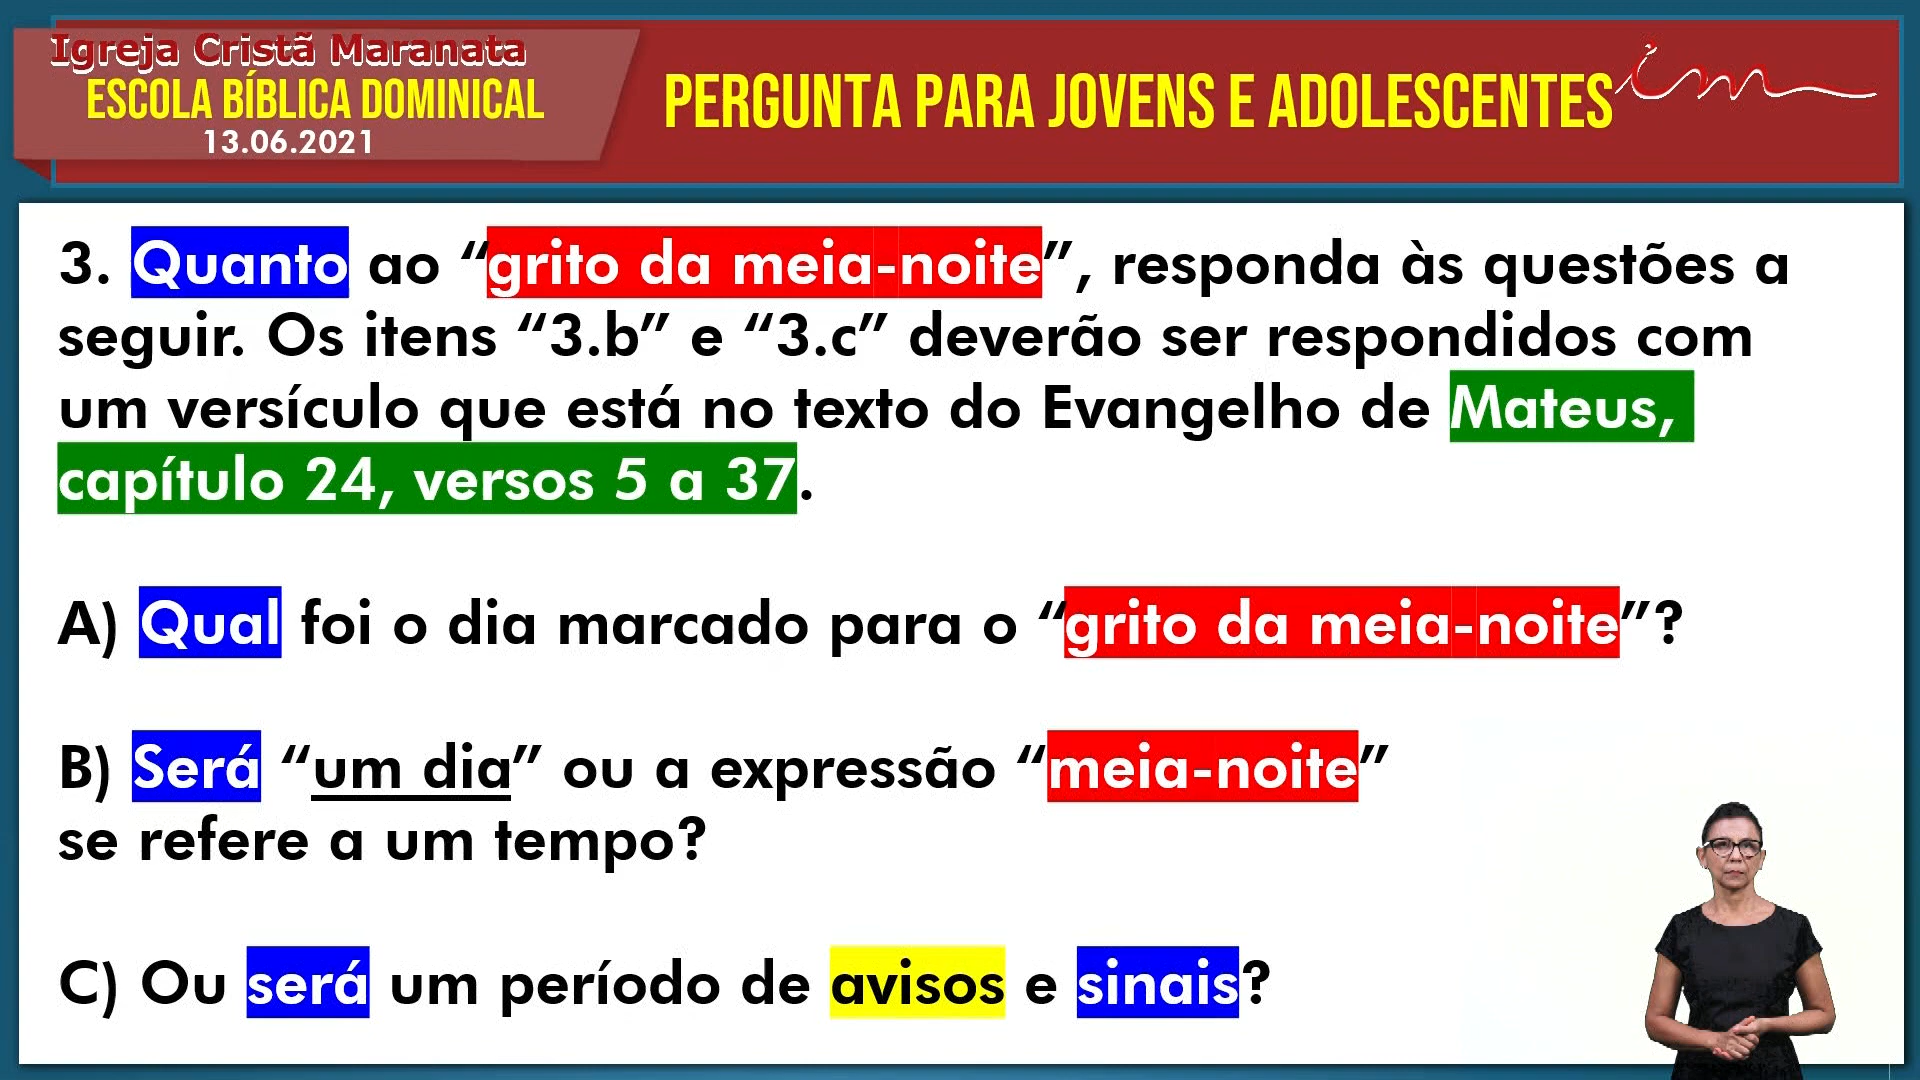 Igreja Cristã Maranata
ESCOLA BÍBLICA DOMINICAL
13.06.2021
PERGUNTA PARA JOVENS E ADOLESCENTES
im
3. Quanto ao “grito da meia-noite”, responda às questões a
seguir. Os itens “3.b” e “3.c” deverão ser respondidos com
um versículo que está no texto do Evangelho de Mateus,
capítulo 24, versos 5 a 37.
A) Qual foi o dia marcado para o “grito da meia-noite”?
B) Será “um dia” ou a expressão “meia-noite”
se refere a um tempo?
C) Ou será um período de avisos e sinais?